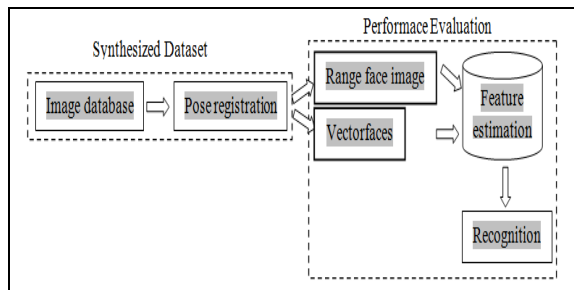 Performace Evaluation
Synthesized Dataset
Image database
Pose registration
Range face image
Vectorfaces
Feature
estimation
Recognition